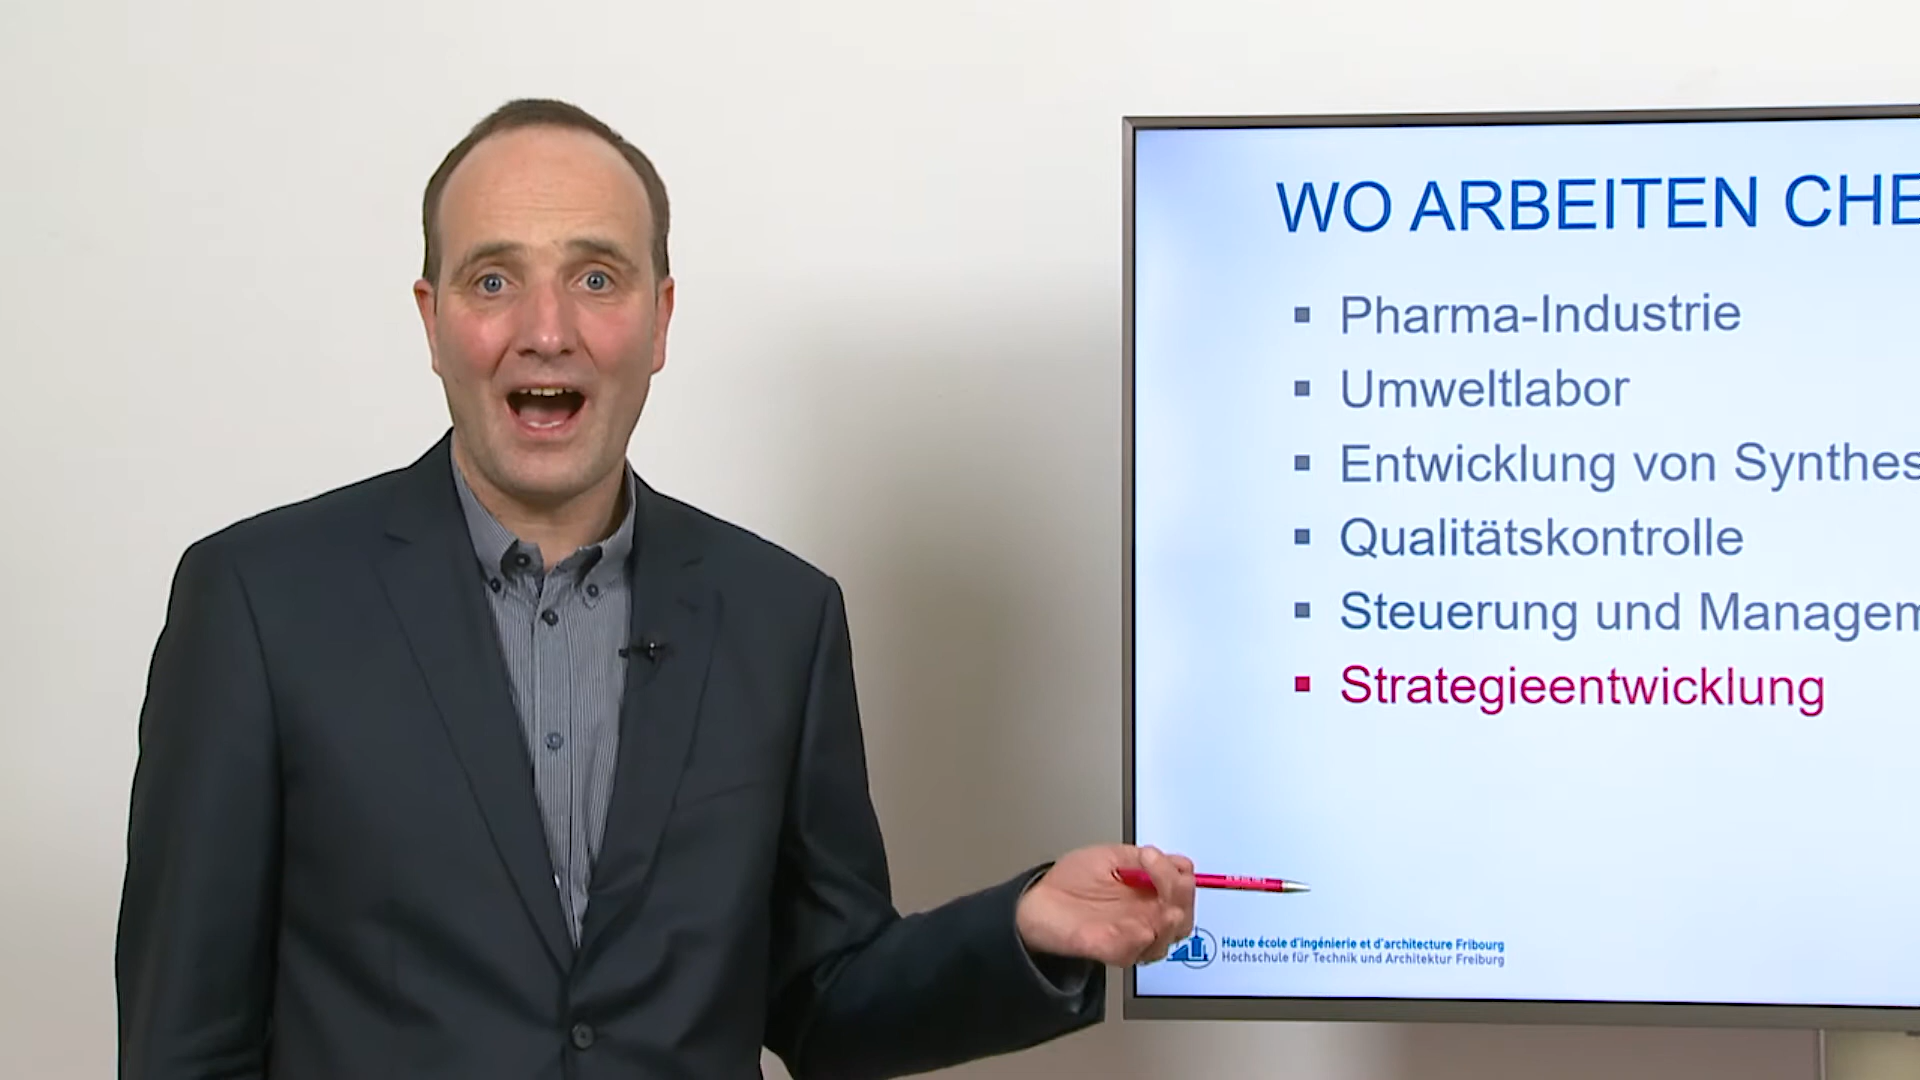 WO ARBEITEN CHE
Pharma-Industrie
Umweltlabor
Entwicklung von Synthes
Qualitätskontrolle
Steuerung und Managem
Strategieentwicklung
Haute école d'ingénierie et d'architecture Fribourg
Hochschule für Technik und Architektur Freiburg